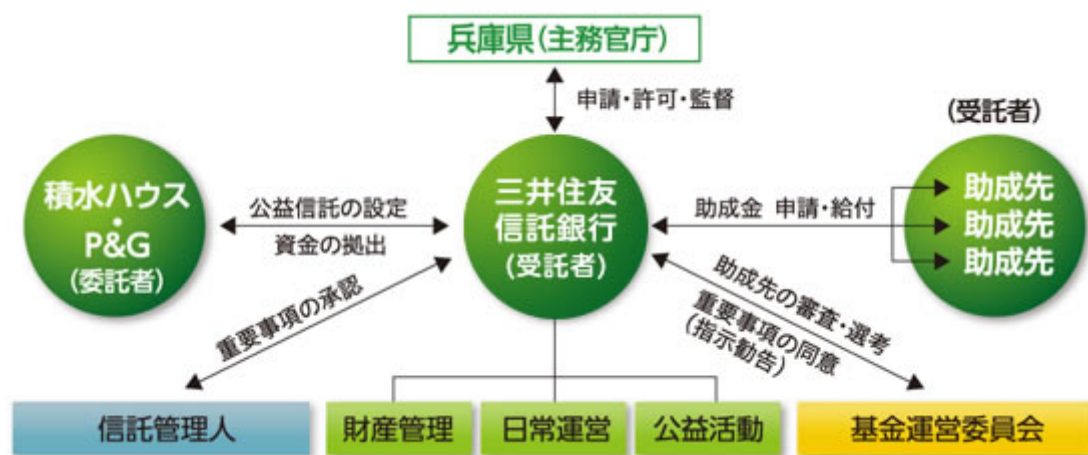 兵庫県（主務官庁）
申請・許可・監督
（受託者）
積水ハウス
・
P&G
（委託者）
公益信託の設定
資金の拠出
三井住友
信託銀行
（受託者）
助成金 申請・給付
助成先
助成先
助成先
重要事項の承認
助成先の審査・選考
重要事項の同意
（指示勧告）
信託管理人
財産管理
日常運営
公益活動
基金運営委員会